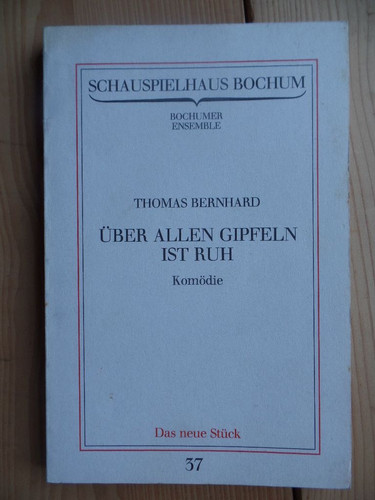 SCHAUSPIELHAUS BOCHUM
BOCHUMER
ENSEMBLE
THOMAS BERNHARD
ÜBER ALLEN GIPFELN
IST RUH
Komödie
Das neue Stück
37